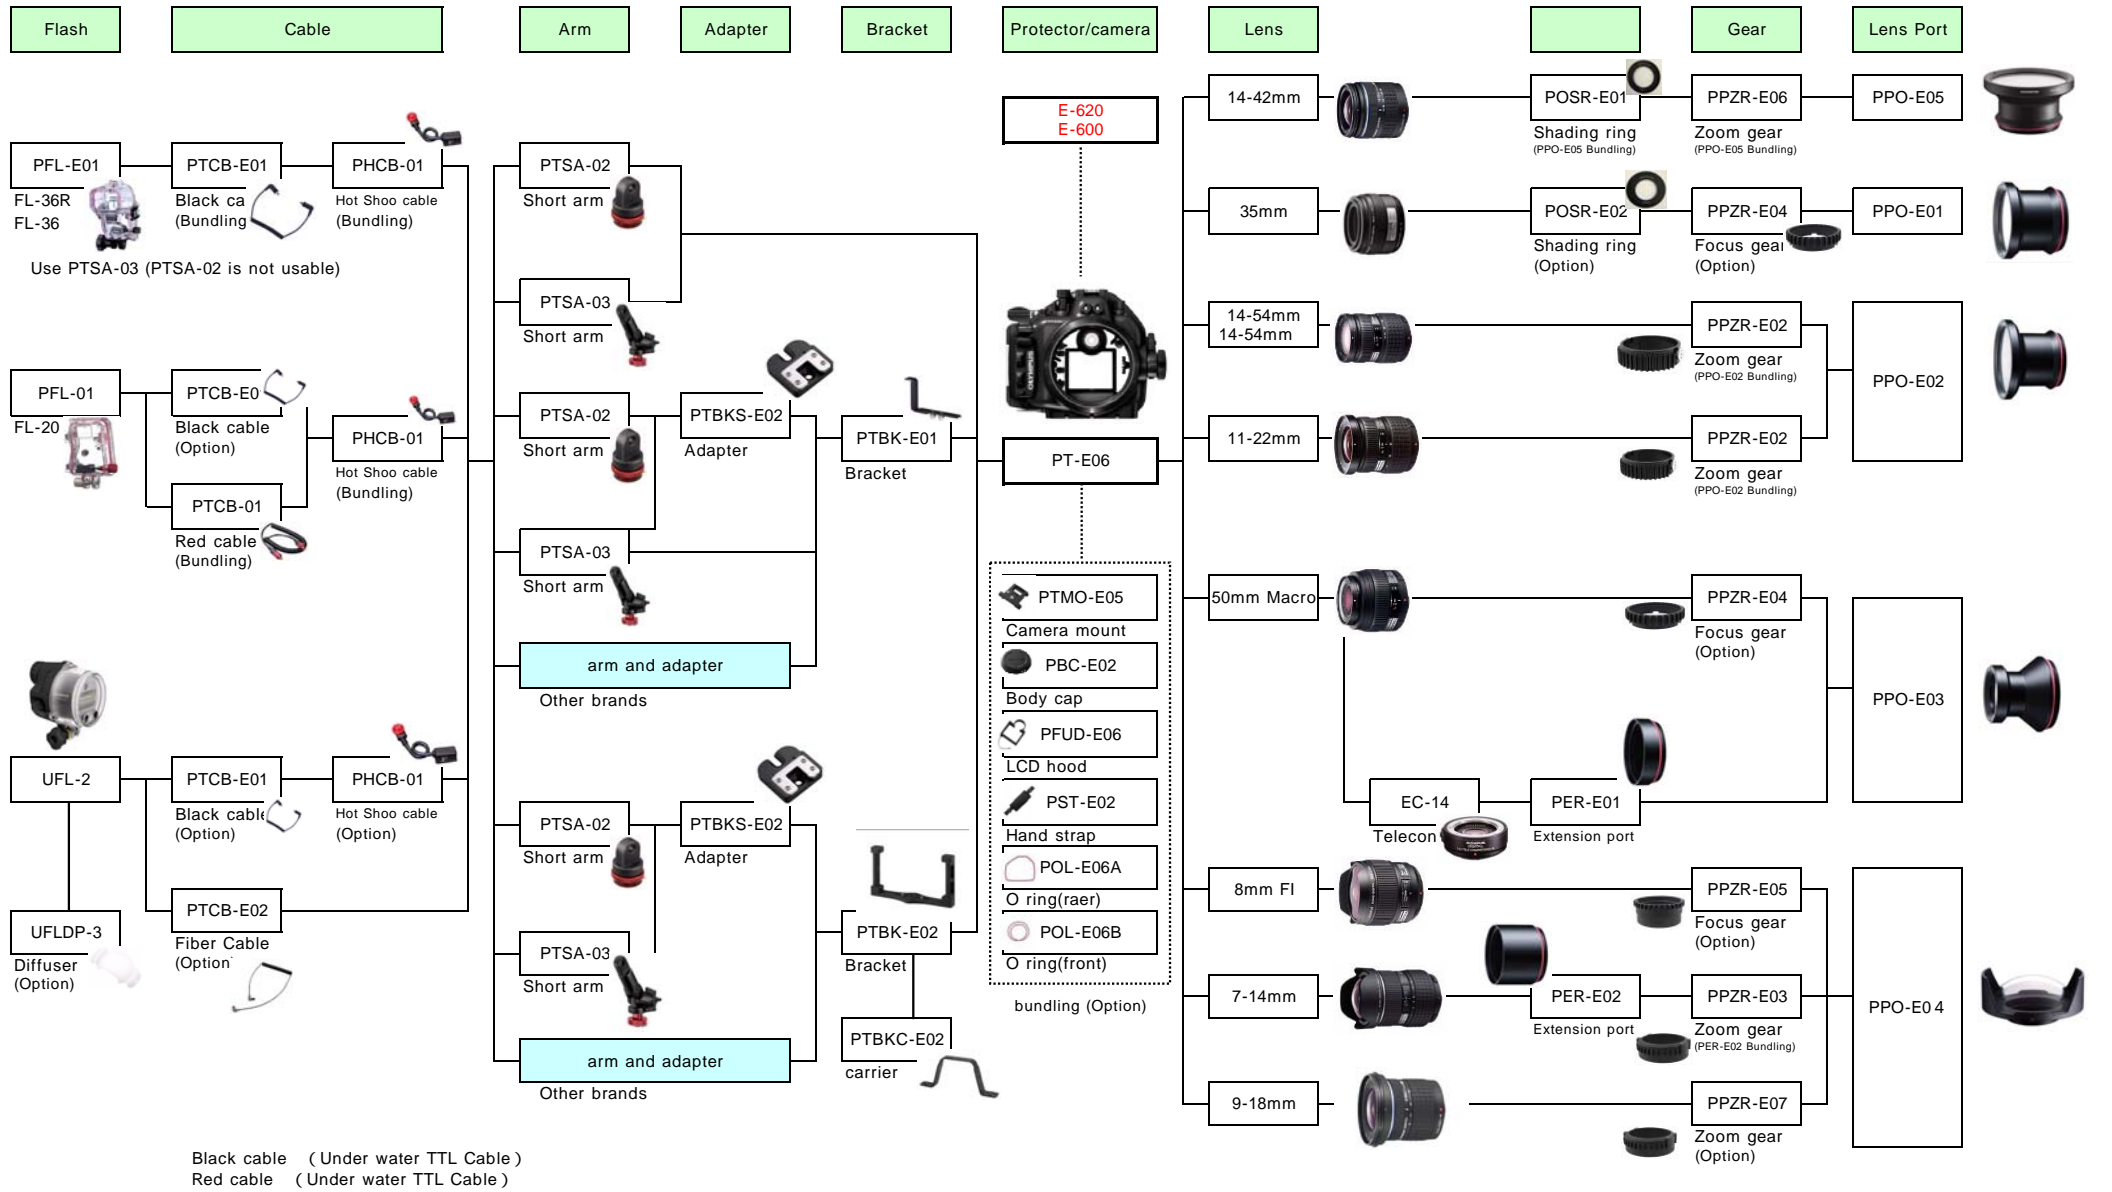 Flash
Cable
Arm
Adapter
Bracket
Protector/camera
Lens
Gear
Lens Port
PFL-E01
FL-36R
FL-36
Use PTSA-03 (PTSA-02 is not usable)
PTCB-E01
Black ca
(Bundling
PHCB-01
Hot Shoo cable
(Bundling)
PFL-01
FL-20
PTCB-E0
Black cable
(Option)
PTCB-01
Red cable
(Bundling)
PHCB-01
Hot Shoo cable
(Bundling)
UFL-2
UFLDP-3
Diffuser
(Option)
PTCB-E01
Black cable
(Option)
PHCB-01
Hot Shoo cable
(Option)
PTCB-E02
Fiber Cable
(Option
PTSA-02
Short arm
PTSA-03
Short arm
PTSA-02
Short arm
PTBKS-E02
Adapter
PTSA-03
Short arm
arm and adapter
Other brands
PTSA-02
Short arm
PTBKS-E02
Adapter
PTSA-03
Short arm
arm and adapter
Other brands
PTBK-E01
Bracket
PTBK-E02
Bracket
PTBKC-E02
carrier
E-620
E-600
OLYMPUS
PT-E06
PTMO-E05
Camera mount
PBC-E02
Body cap
PFUD-E06
LCD hood
PST-E02
Hand strap
POL-E06A
O ring(raer)
POL-E06B
O ring(front)
bundling (Option)
14-42mm
POSR-E01
Shading ring
(PPO-E05 Bundling)
PPZR-E06
Zoom gear
(PPO-E05 Bundling)
PPO-E05
35mm
POSR-E02
Shading ring
(Option)
PPZR-E04
Focus gear
(Option)
PPO-E01
14-54mm
14-54mm
PPZR-E02
Zoom gear
(PPO-E02 Bundling)
PPO-E02
11-22mm
PPZR-E02
Zoom gear
(PPO-E02 Bundling)
50mm Macro
PPZR-E04
Focus gear
(Option)
PPO-E03
EC-14
Telecon
PER-E01
Extension port
8mm FI
PPZR-E05
Focus gear
(Option)
7-14mm
PER-E02
Extension port
PPZR-E03
Zoom gear
(PER-E02 Bundling)
PPO-E0 4
9-18mm
PPZR-E07
Zoom gear
(Option)
Black cable （Under water TTL Cable）
Red cable （Under water TTL Cable）